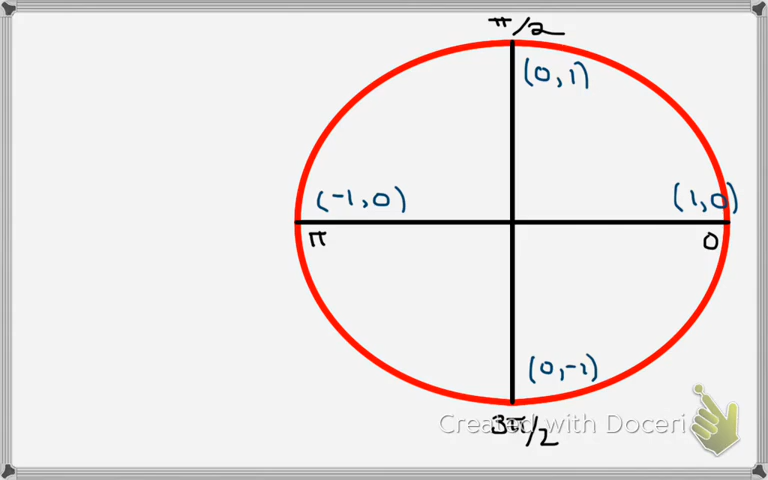 π/2
(0,1)
(-1,0)
(1,0)
π
0
(0,-1)
3π/2
Created with Doceri